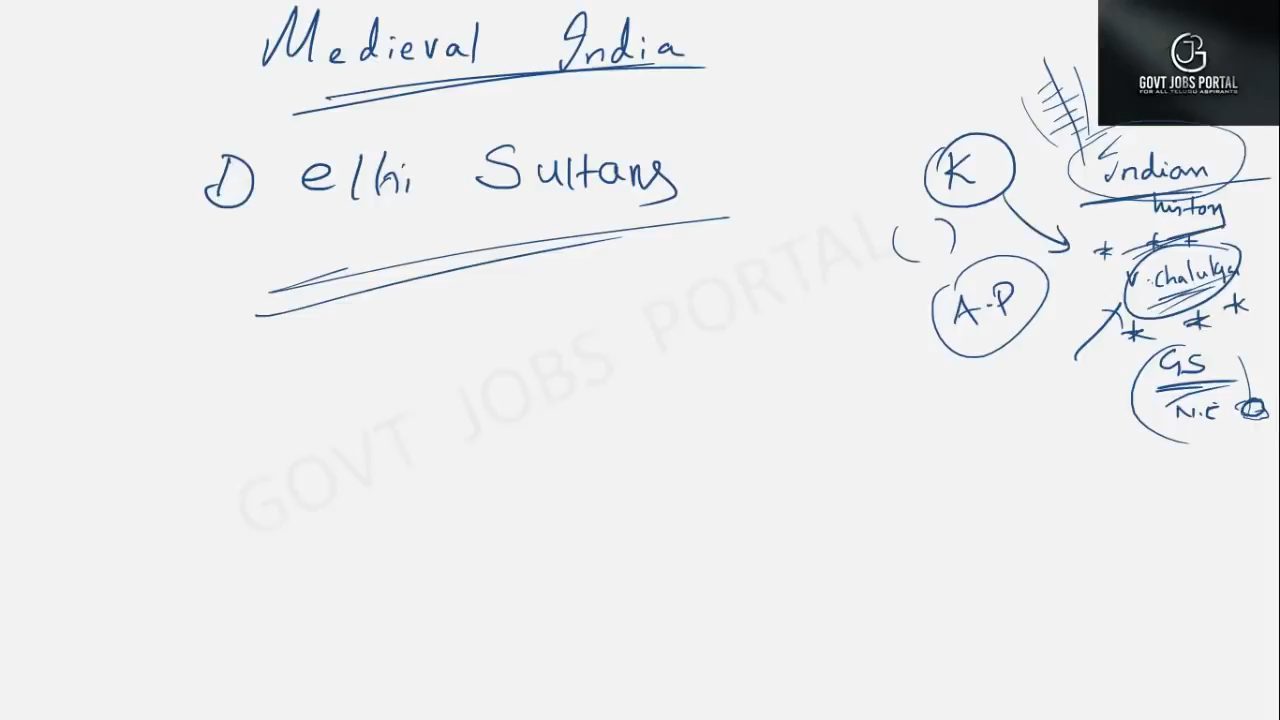 Medieval India
Delhi Sultans
GOVT JOBS PORTAL
FOR ALL TELUGU ASPIRANTS
K
Indian
history
V. Chalukya
A-P
GS
N.E
GOVT JOBS PORTAL